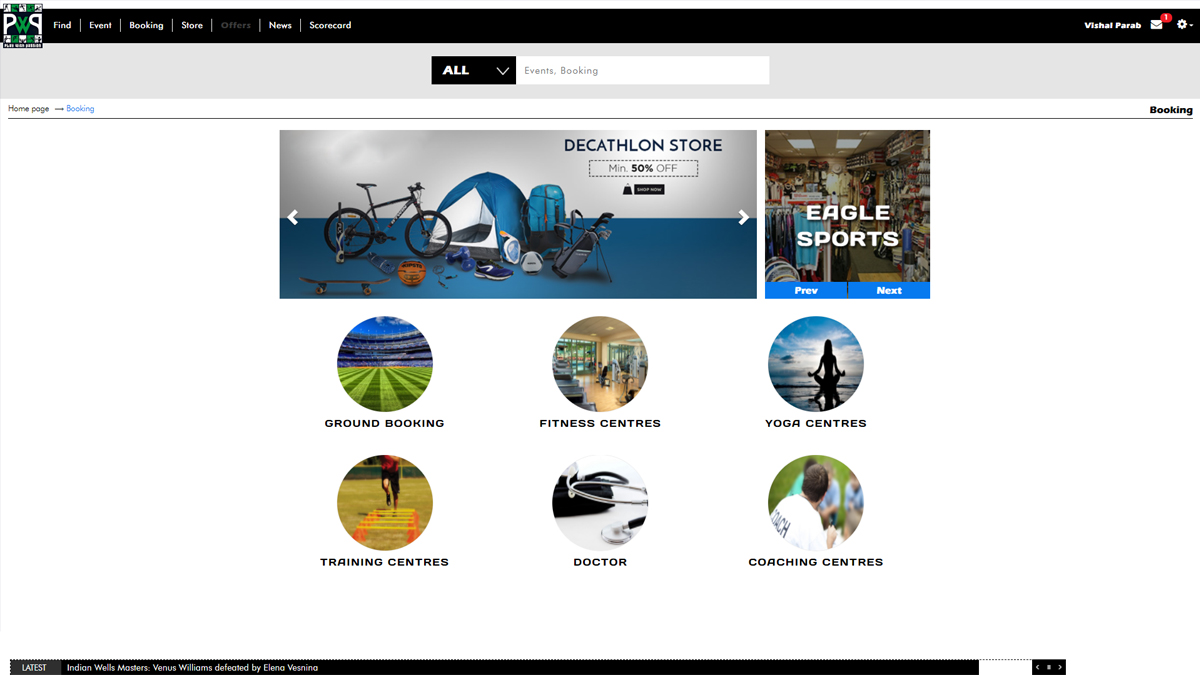 PWP
PLAY WITH PASSION
Find
Event
Booking
Store
Offers
News
Scorecard
Vishal Parab
1
ALL
Events, Booking
Home page
Booking
Booking
DECATHLON STORE
Min. 50% OFF
SHOP NOW
EAGLE
SPORTS
Prev
Next
GROUND BOOKING
FITNESS CENTRES
YOGA CENTRES
COACH
TRAINING CENTRES
DOCTOR
COACHING CENTRES
LATEST
Indian Wells Masters: Venus Williams defeated by Elena Vesnina